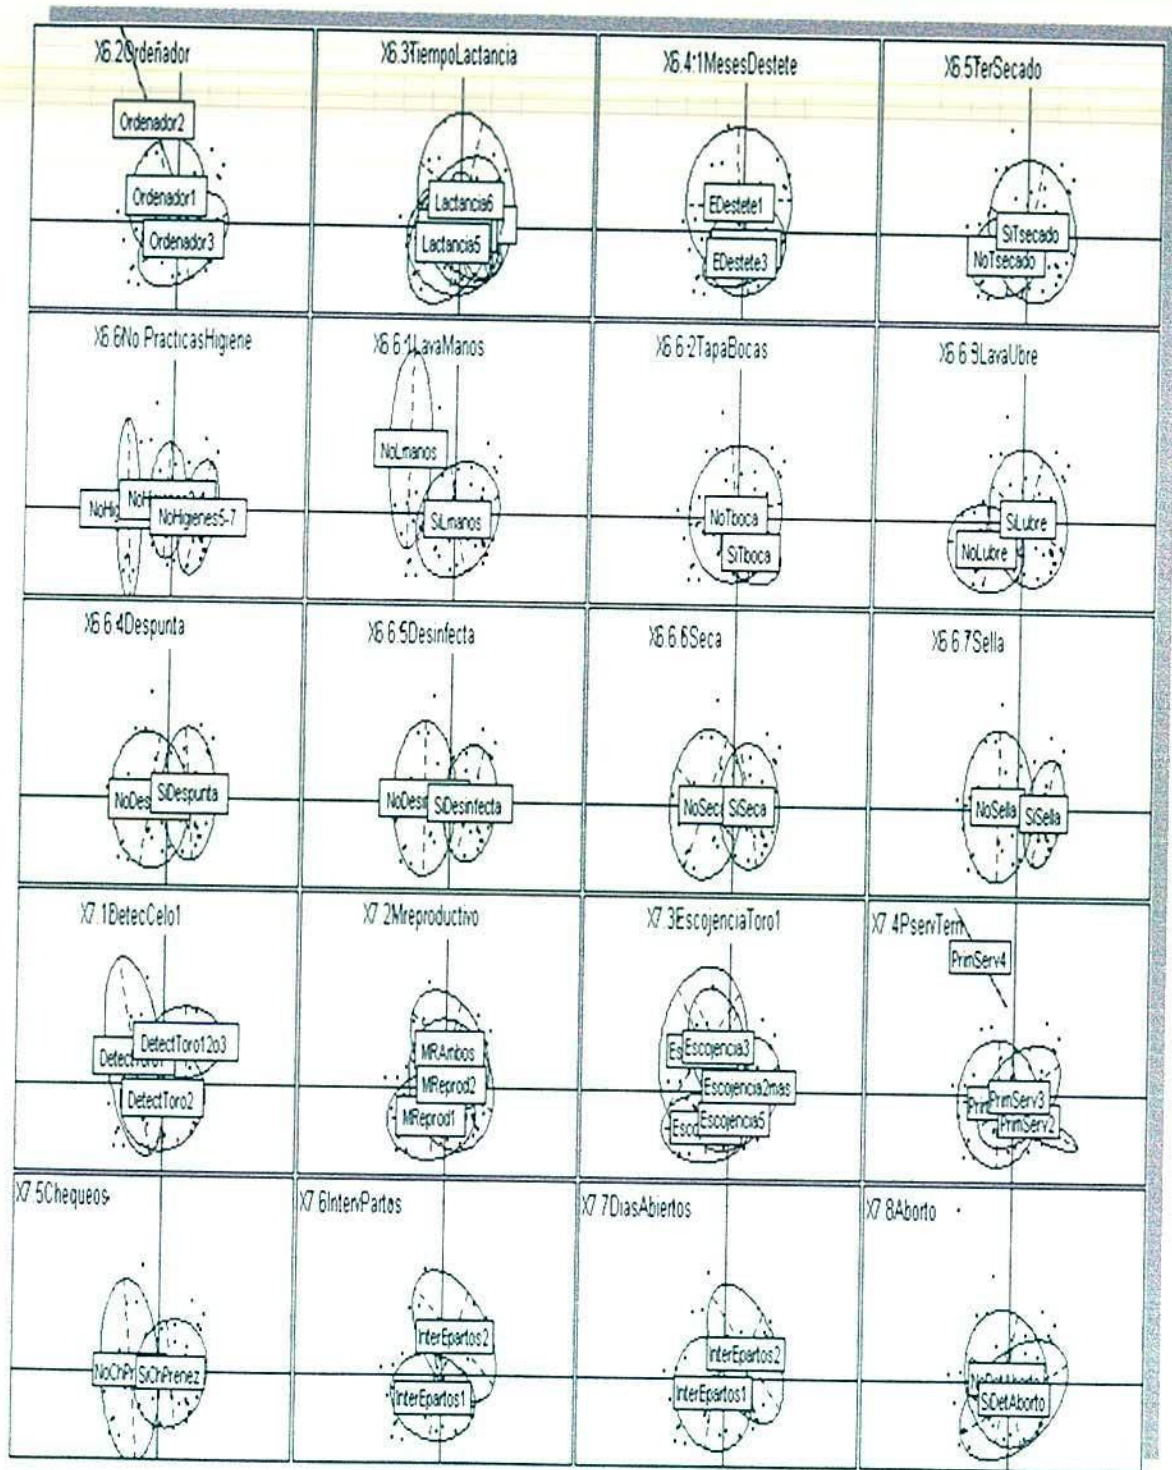 X6.2Ordeñador
Ordenador2
Ordenador1
Ordenador3
X6.3TiempoLactancia
Lactancia6
Lactancia5
X6.4.1MesesDestete
EDestete1
EDestete3
X6.5TerSecado
SiTsecado
NoTsecado
X6.6No PracticasHigiene
NoHigienes5-7
X6.6.1LavaManos
NoLmanos
SiLmanos
X6.6.2TapaBocas
NoTboca
SiTboca
X6.6.3LavaUbre
SiLubre
NoLubre
X6.6.4Despunta
SiDespunta
X6.6.5Desinfecta
SiDesinfecta
X6.6.6Seca
SiSeca
X6.6.7Sella
NoSella
SiSella
X7.1DetecCelo1
DetectToro12o3
DetectToro2
X7.2Mreproductivo
MRAmbos
MReprod2
MReprod1
X7.3EscojenciaToro1
Escojencia3
Escojencia2mas
Escojencia5
X7.4PservTern
PrimServ4
PrimServ3
PrimServ2
X7.5Chequeos
SiChPrenez
X7.6IntervPartos
InterEpartos2
InterEpartos1
X7.7DiasAbiertos
InterEpartos2
InterEpartos1
X7.8Aborto
NoDetAborto
SiDetAborto